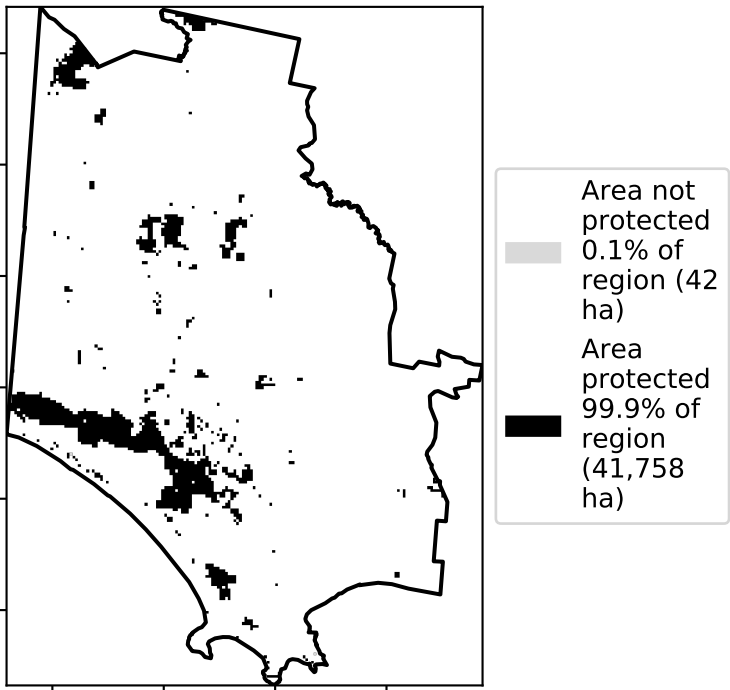 Area not
protected
0.1% of
region (42
ha)
Area
protected
99.9% of
region
(41,758
ha)